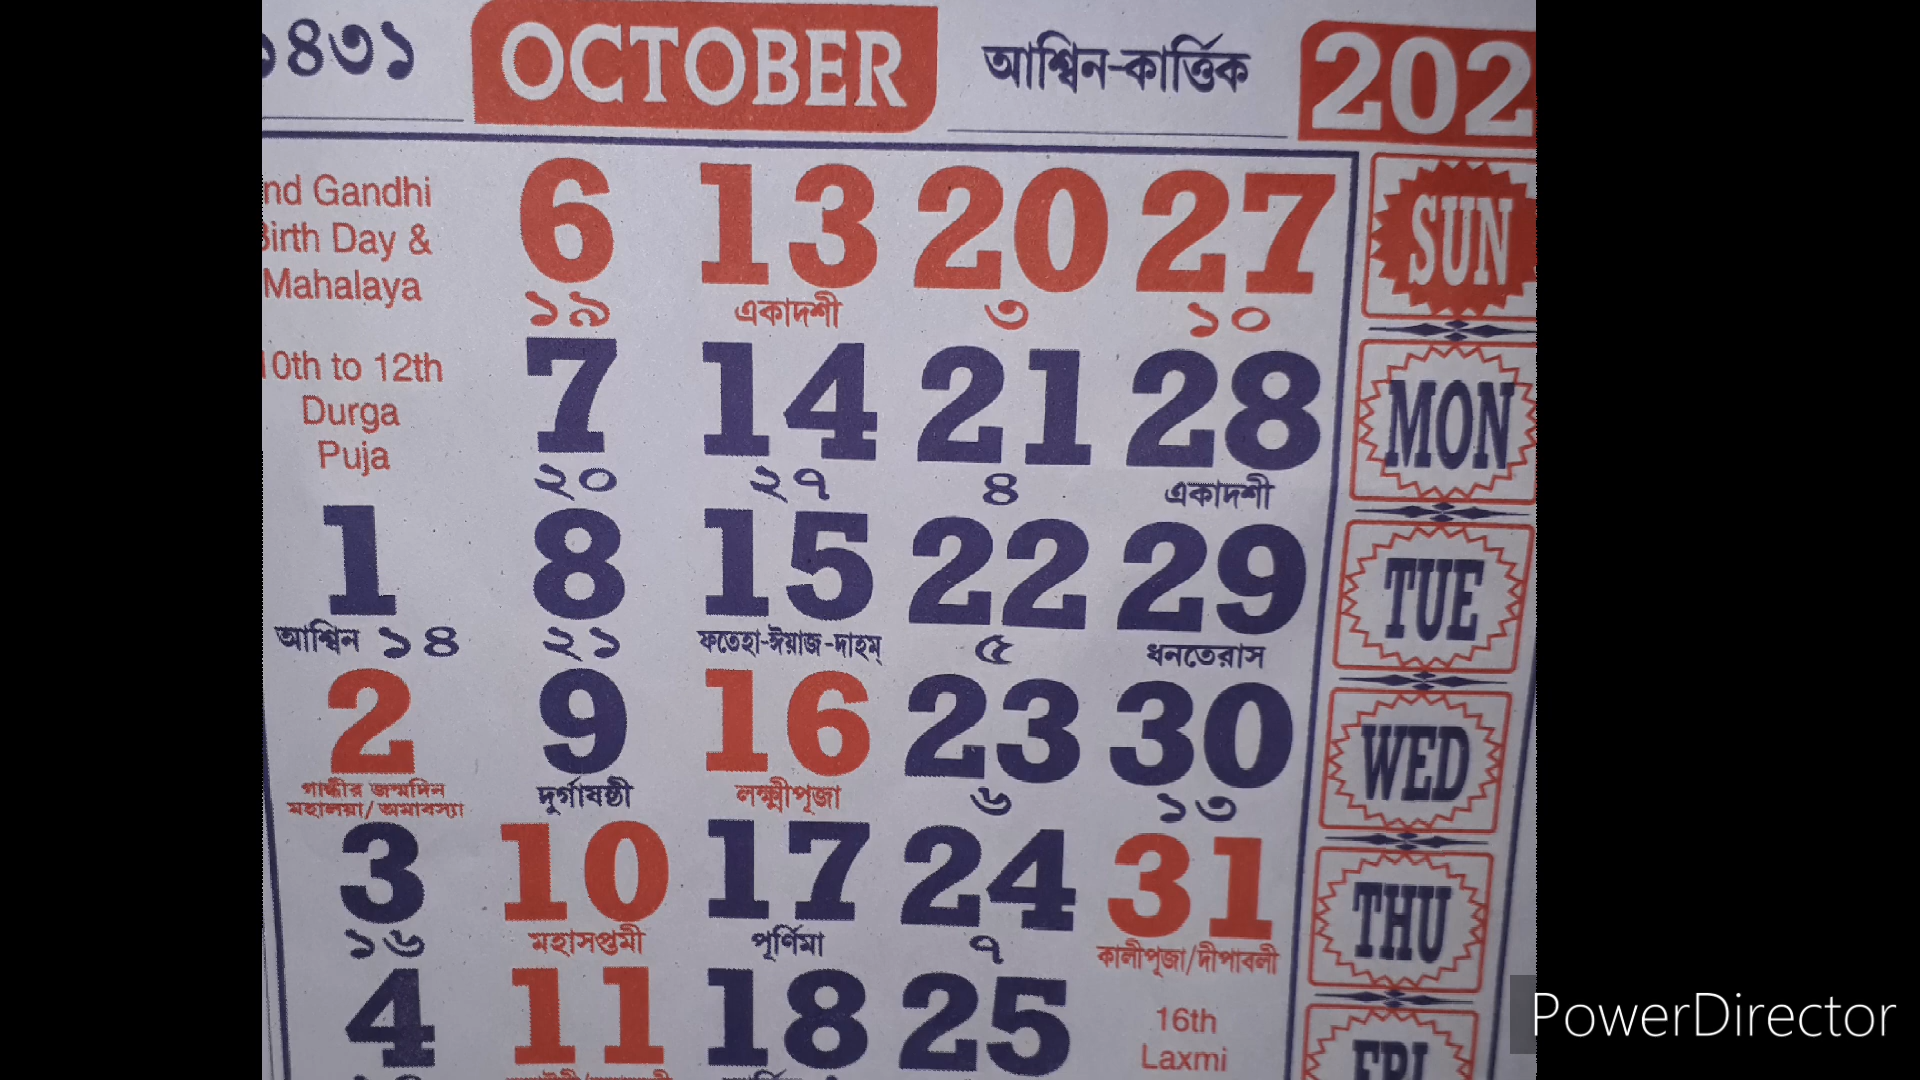 ১৪৩১ OCTOBER আশ্বিন-কার্ত্তিক 202
nd Gandhi
Birth Day &
Mahalaya
6 13 20 27 SUN
১৯ একাদশী ৩ ১০
10th to 12th
Durga
Puja
7 14 21 28 MON
২০ ২৭ ৪ একাদশী
1 8 15 22 29 TUE
আশ্বিন ১৪ ২১ ফতেহা-ঈয়াজ-দাহম্ ৫ ধনতেরাস
2 9 16 23 30 WED
গান্ধীর জন্মদিন
মহালয়া/অমাবস্যা দুর্গাষষ্ঠী লক্ষ্মীপূজা ৬ ১৩
3 10 17 24 31 THU
১৬ মহাসপ্তমী পূর্ণিমা ৭ কালীপূজা/দীপাবলী
4 11 18 25 FRI
16th
Laxmi
PowerDirector